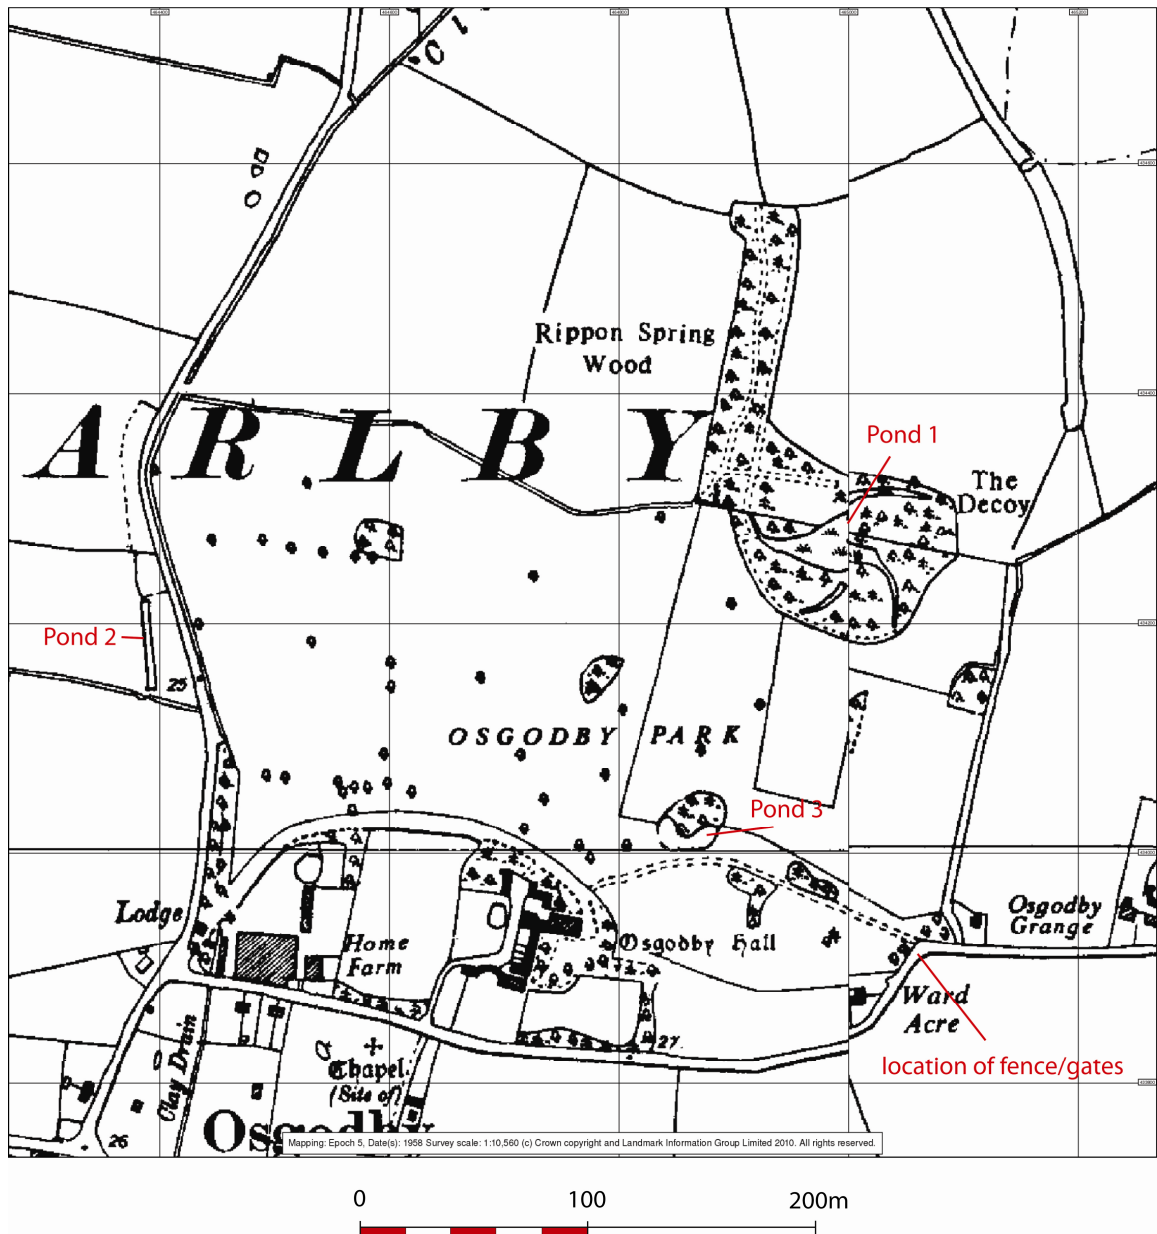 Rippon Spring
Wood
ARLBY
Pond 1
The
Decoy
Pond 2
25
OSGODBY PARK
Pond 3
Lodge
Home
Farm
Osgodby Hall
Osgodby
Grange
Ward
Acre
27
location of fence/gates
Clay Drain
Chapel
(Site of)
26
Osgodby
Mapping: Epoch 5, Date(s): 1958 Survey scale: 1:10,560 (c) Crown copyright and Landmark Information Group Limited 2010. All rights reserved.
0 100 200m